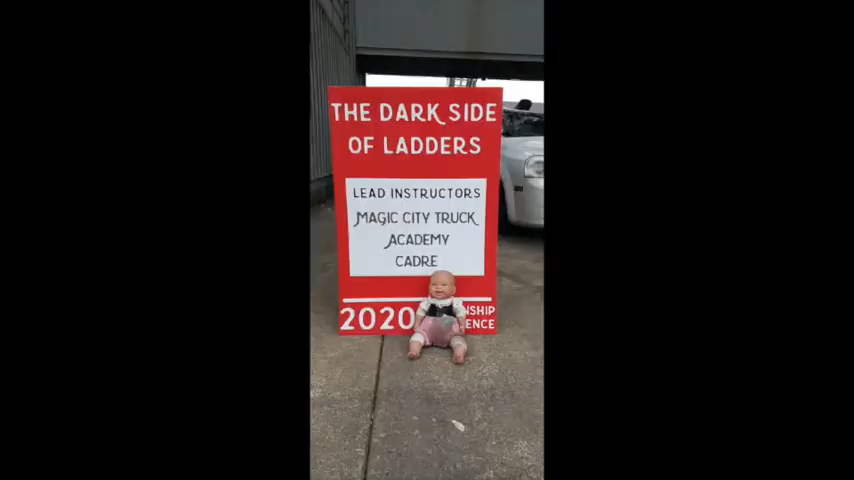 THE DARK SIDE
OF LADDERS
LEAD INSTRUCTORS
MAGIC CITY TRUCK
ACADEMY
CADRE
2020